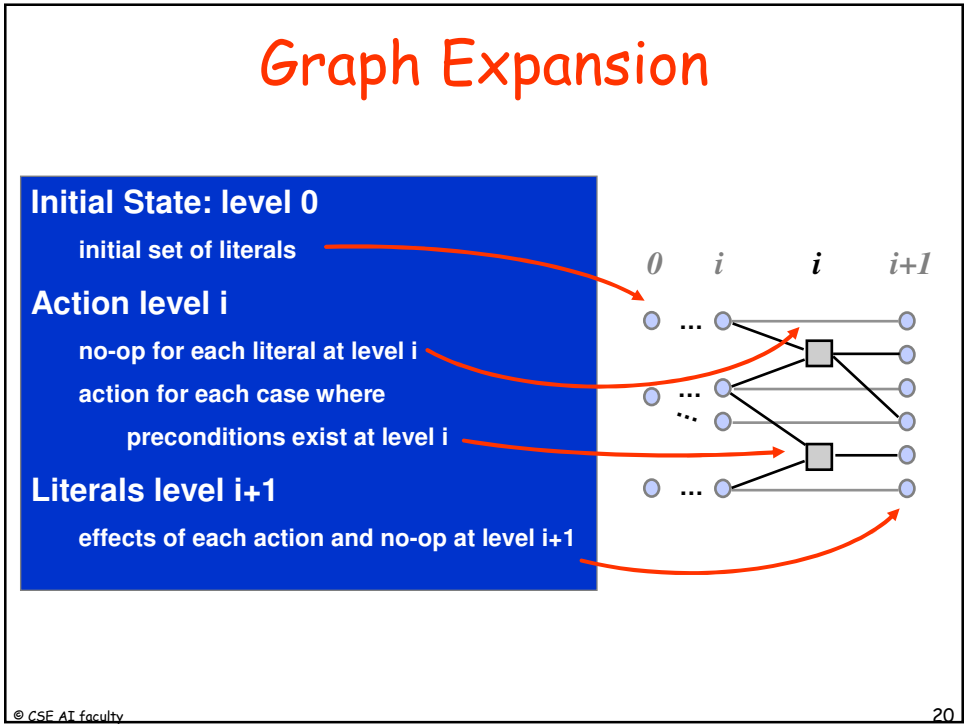 Graph Expansion
Initial State: level 0
initial set of literals
Action level i
no-op for each literal at level i
action for each case where
preconditions exist at level i
Literals level i+1
effects of each action and no-op at level i+1
0 i i i+1
...
...
...
...
© CSE AI faculty 20